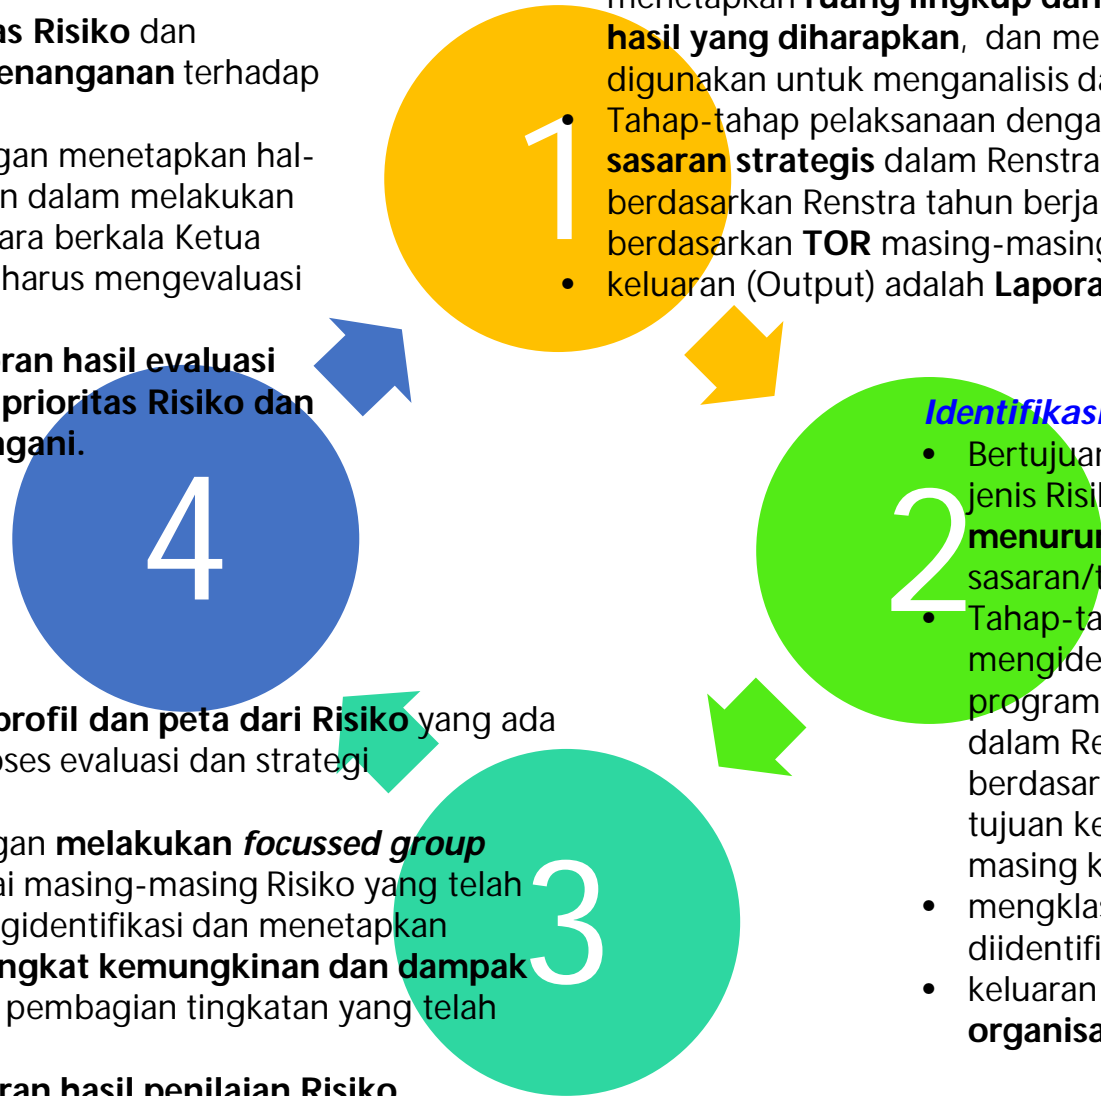 1
menetapkan ruang lingkup dan
hasil yang diharapkan, dan me
digunakan untuk menganalisis da
• Tahap-tahap pelaksanaan denga
sasaran strategis dalam Renstra
berdasarkan Renstra tahun berja
berdasarkan TOR masing-masing
• keluaran (Output) adalah Lapora
2
Identifikasi
• Bertujuan
jenis Risik
menurun
sasaran/t
• Tahap-ta
mengide
program
dalam Re
berdasar
tujuan ke
masing k
• mengklas
diidentifi
• keluaran
organisa
3
profil dan peta dari Risiko yang ada
oses evaluasi dan strategi
gan melakukan focussed group
ai masing-masing Risiko yang telah
gidentifikasi dan menetapkan
ngkat kemungkinan dan dampak
pembagian tingkatan yang telah
oran hasil penilaian Risiko
4
as Risiko dan
enanganan terhadap
gan menetapkan hal-
n dalam melakukan
ara berkala Ketua
harus mengevaluasi
ran hasil evaluasi
prioritas Risiko dan
ngani.